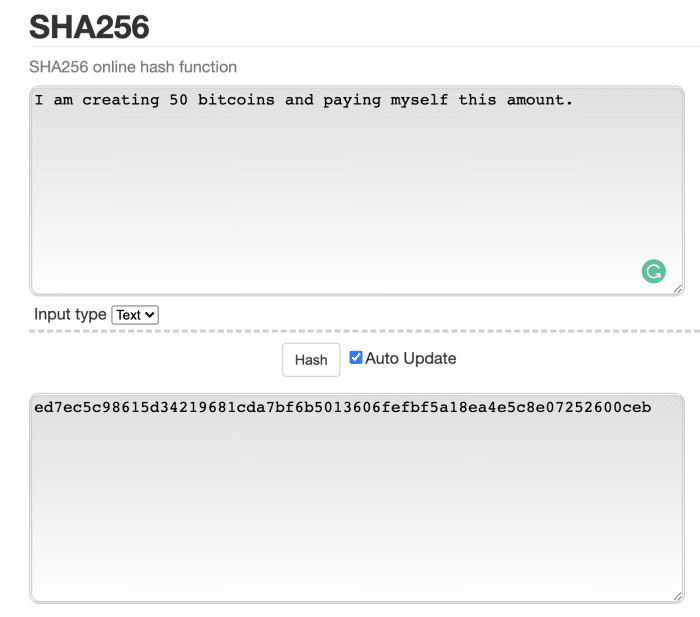 SHA256
SHA256 online hash function
I am creating 50 bitcoins and paying myself this amount.
Input type Text
Hash Auto Update
ed7ec5c98615d34219681cda7bf6b5013606fefbf5a18ea4e5c8e07252600ceb